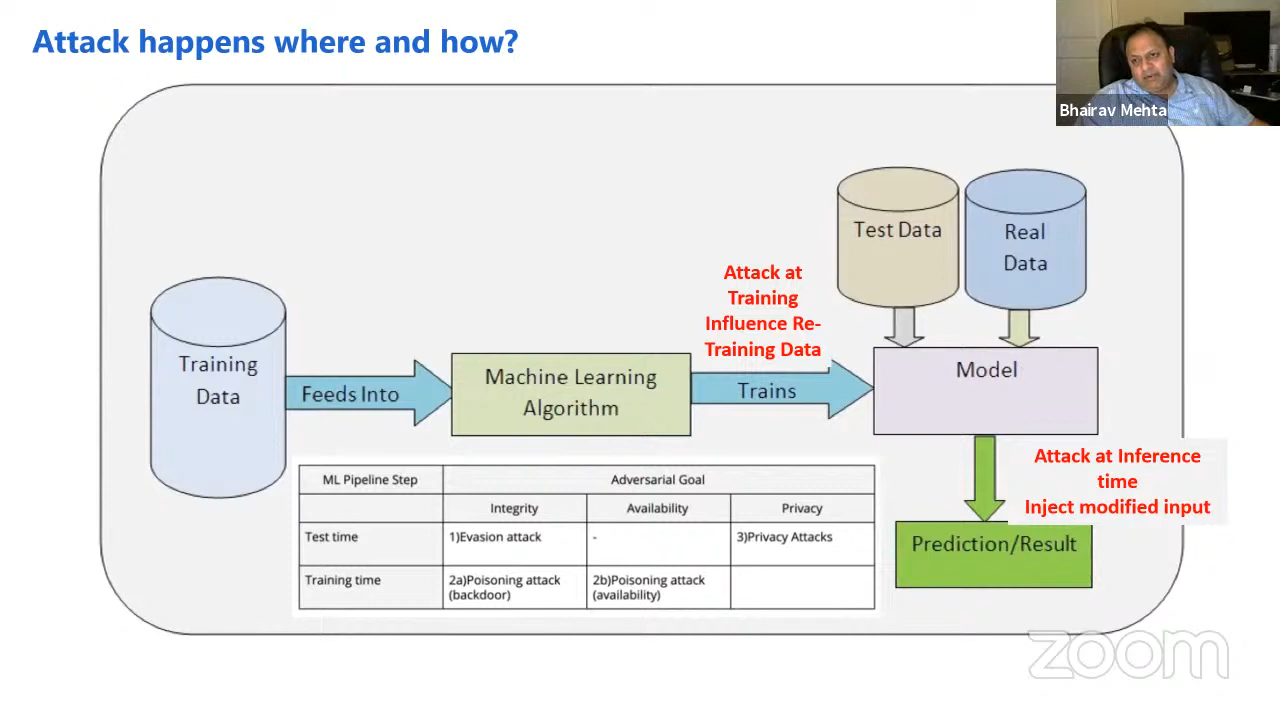 Attack happens where and how?
Bhairav Mehta
Test Data
Real
Data
Attack at
Training
Influence Re-
Training Data
Training
Data
Feeds Into
Machine Learning
Algorithm
Trains
Model
Attack at Inference
time
Inject modified input
Prediction/Result
ML Pipeline Step
Adversarial Goal
Integrity
Availability
Privacy
Test time
1)Evasion attack
-
3)Privacy Attacks
Training time
2a)Poisoning attack
(backdoor)
2b)Poisoning attack
(availability)
zoom